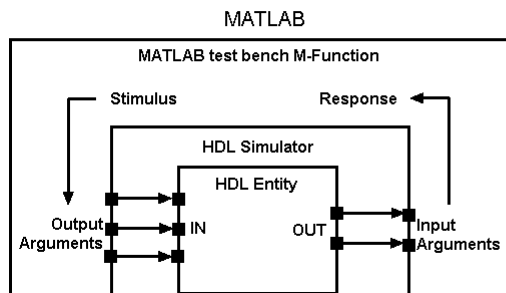 MATLAB
MATLAB test bench M-Function
Stimulus
Response
HDL Simulator
HDL Entity
Output
Arguments
IN
OUT
Input
Arguments